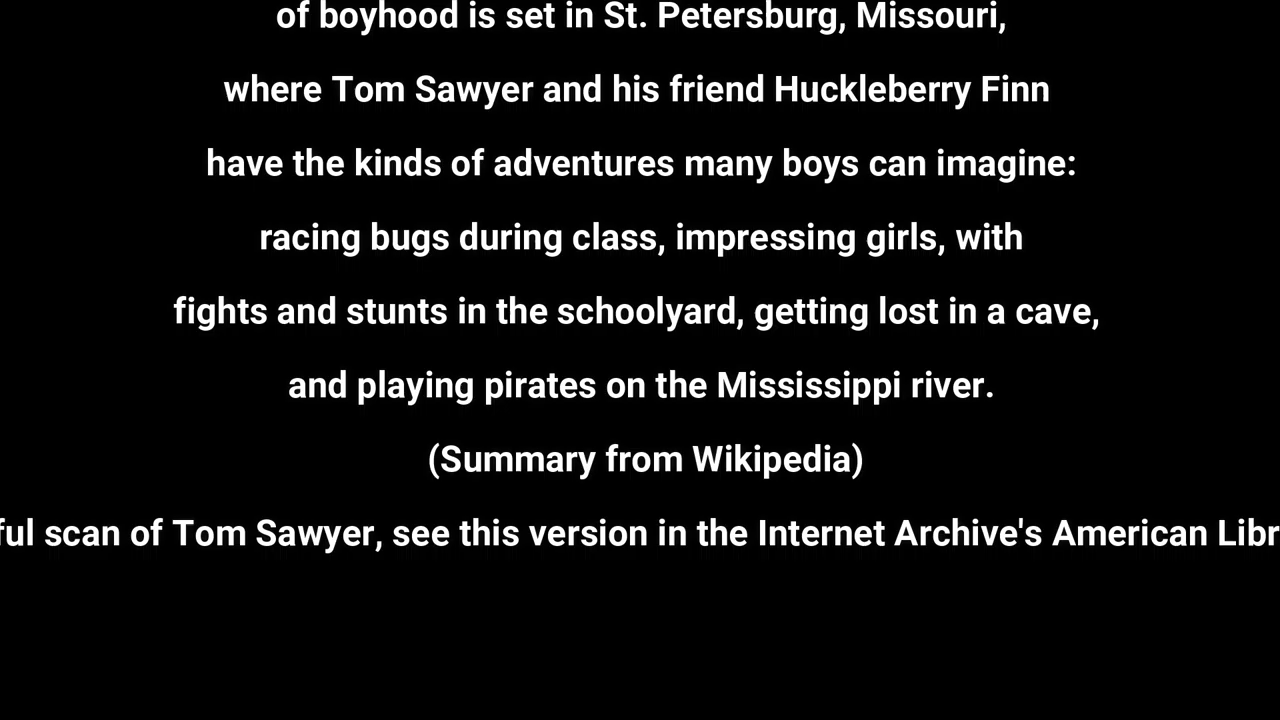 of boyhood is set in St. Petersburg, Missouri,
where Tom Sawyer and his friend Huckleberry Finn
have the kinds of adventures many boys can imagine:
racing bugs during class, impressing girls, with
fights and stunts in the schoolyard, getting lost in a cave,
and playing pirates on the Mississippi river.
(Summary from Wikipedia)
ful scan of Tom Sawyer, see this version in the Internet Archive's American Libr